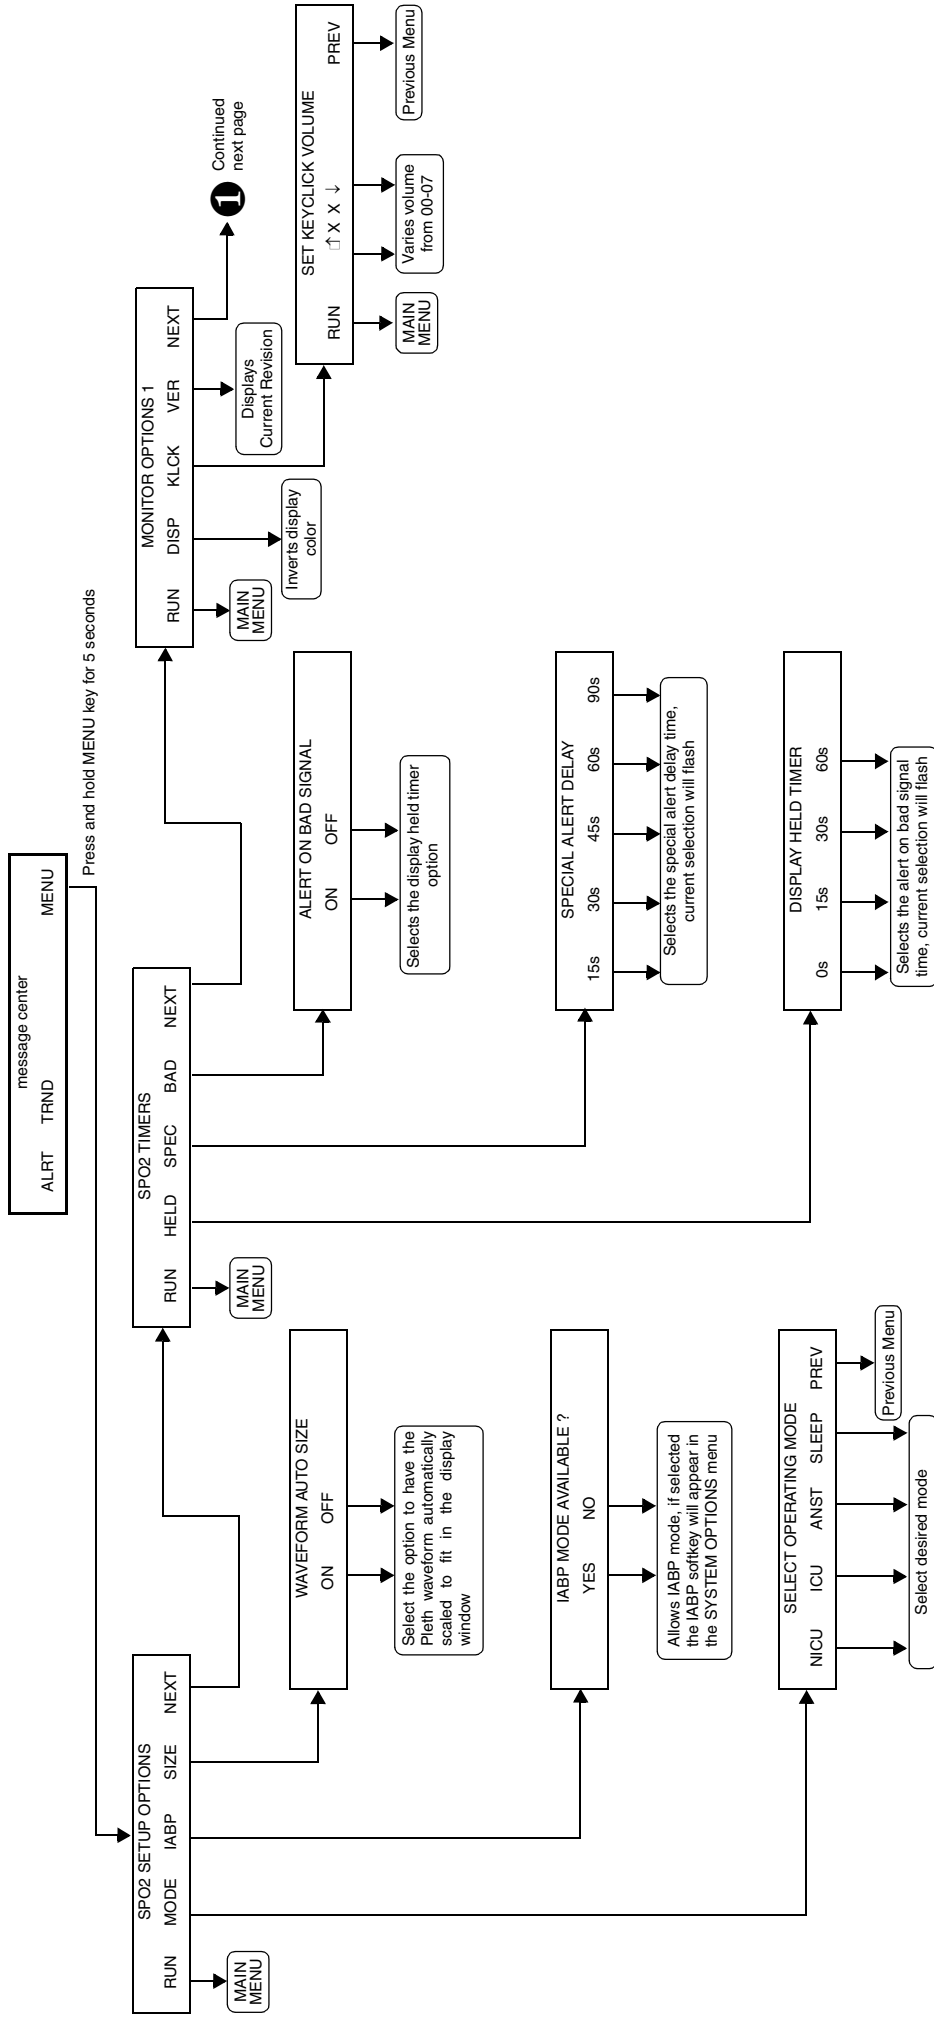 message center
ALRT TRND MENU
Press and hold MENU key for 5 seconds
SPO2 SETUP OPTIONS
RUN MODE IABP SIZE NEXT
MAIN
MENU
WAVEFORM AUTO SIZE
ON OFF
Select the option to have the
Pleth waveform automatically
scaled to fit in the display
window
IABP MODE AVAILABLE ?
YES NO
Allows IABP mode, if selected
the IABP softkey will appear in
the SYSTEM OPTIONS menu
SELECT OPERATING MODE
NICU ICU ANST SLEEP PREV
Previous Menu
Select desired mode
SPO2 TIMERS
RUN HELD SPEC BAD NEXT
MAIN
MENU
ALERT ON BAD SIGNAL
ON OFF
Selects the display held timer
option
SPECIAL ALERT DELAY
15s 30s 45s 60s 90s
Selects the special alert delay time,
current selection will flash
DISPLAY HELD TIMER
0s 15s 30s 60s
Selects the alert on bad signal
time, current selection will flash
MONITOR OPTIONS 1
RUN DISP KLCK VER NEXT
MAIN
MENU
Inverts display
color
Displays
Current Revision
1 Continued
next page
SET KEYCLICK VOLUME
RUN ↑ X X ↓ PREV
MAIN
MENU
Varies volume
from 00-07
Previous Menu